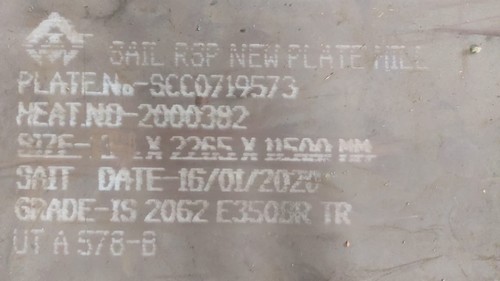 SAIL RSP NEW PLATE MILL
PLATE.No-SCC0719573
HEAT.NO-2000382
SIZE- X 2265 X 11500 MM
SAIT DATE-16/01/2020
GRADE-IS 2062 E350BR TR
UT A 578-B